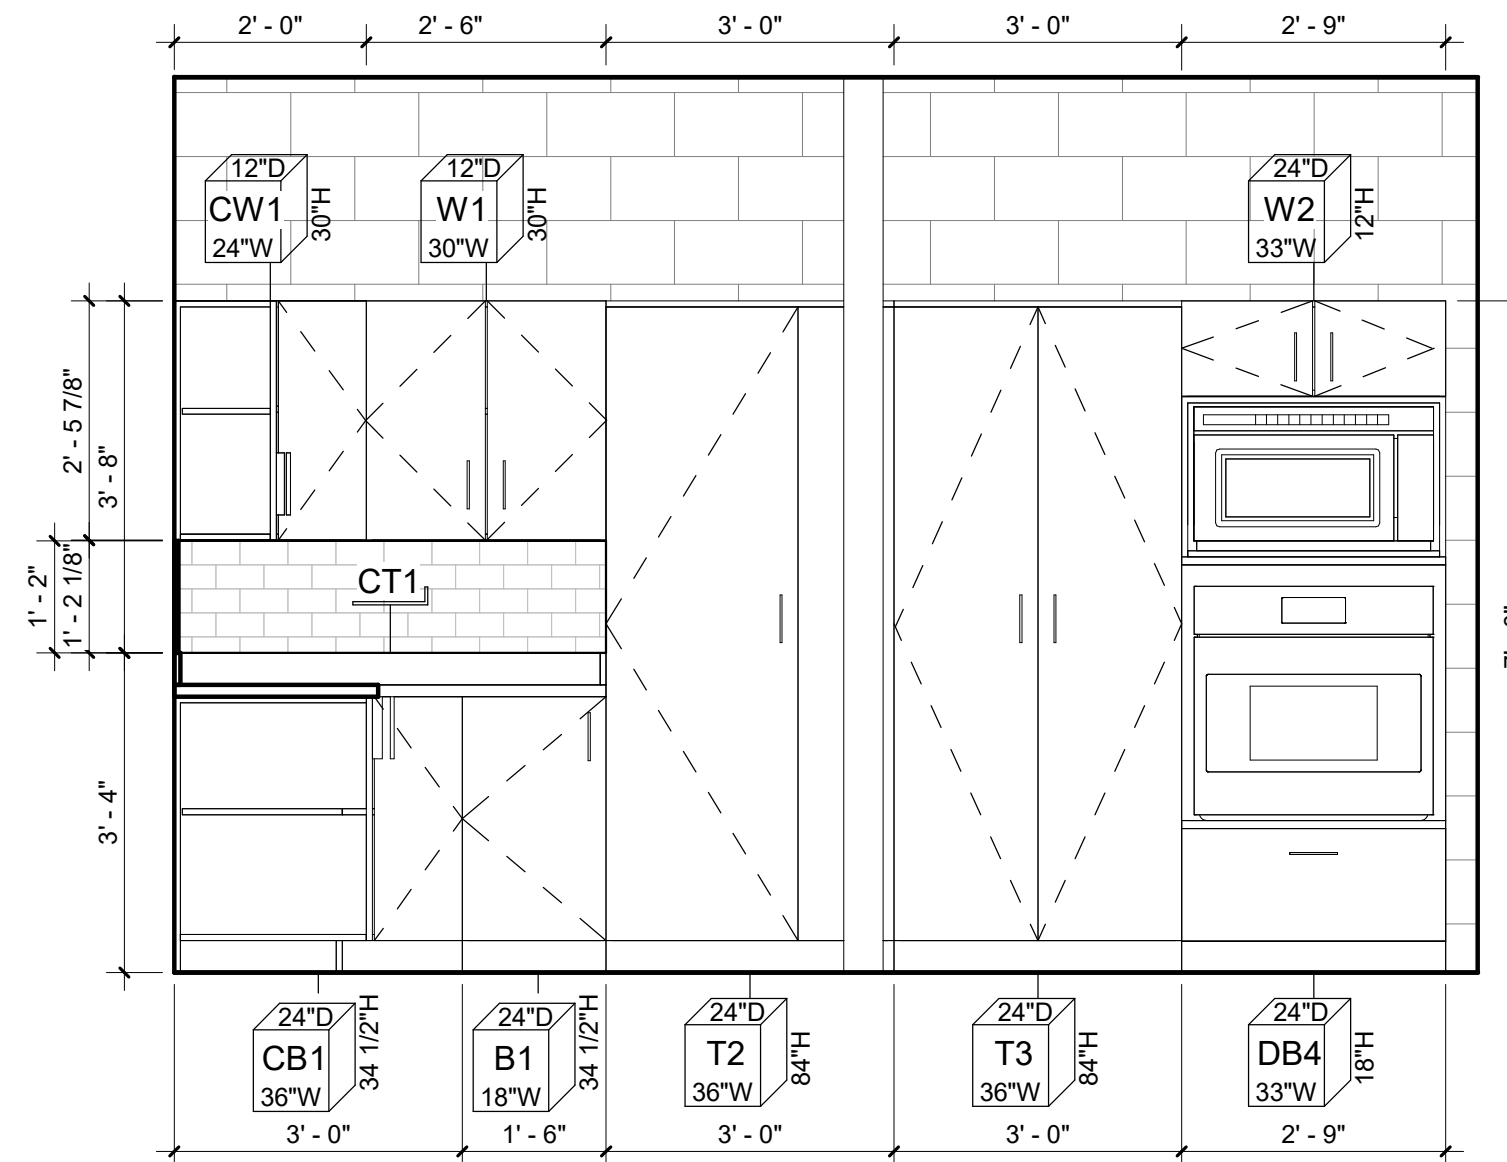 2' - 0"
2' - 6"
3' - 0"
3' - 0"
2' - 9"
12"D
CW1
24"W
30"H
12"D
W1
30"W
30"H
24"D
W2
33"W
12"H
2' - 5 7/8"
3' - 8"
1' - 2"
1' - 2 1/8"
CT1
3' - 4"
24"D
CB1
36"W
34 1/2"H
24"D
B1
18"W
34 1/2"H
24"D
T2
36"W
84"H
24"D
T3
36"W
84"H
24"D
DB4
33"W
18"H
3' - 0"
1' - 6"
3' - 0"
3' - 0"
2' - 9"